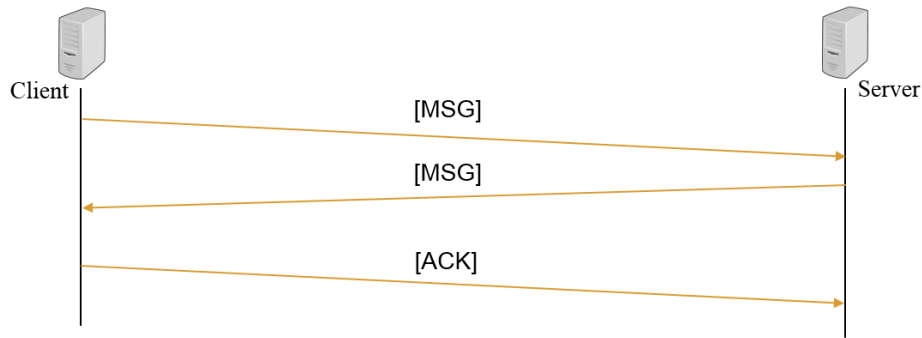 Client
Server
[MSG]
[MSG]
[ACK]